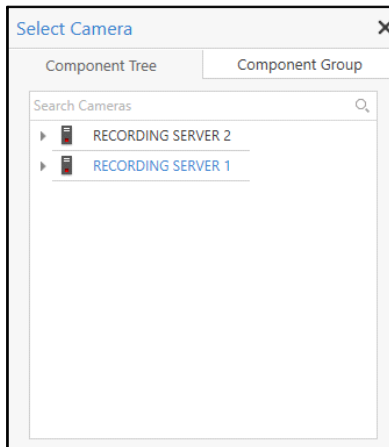 Select Camera
Component Tree
Component Group
Search Cameras
RECORDING SERVER 2
RECORDING SERVER 1